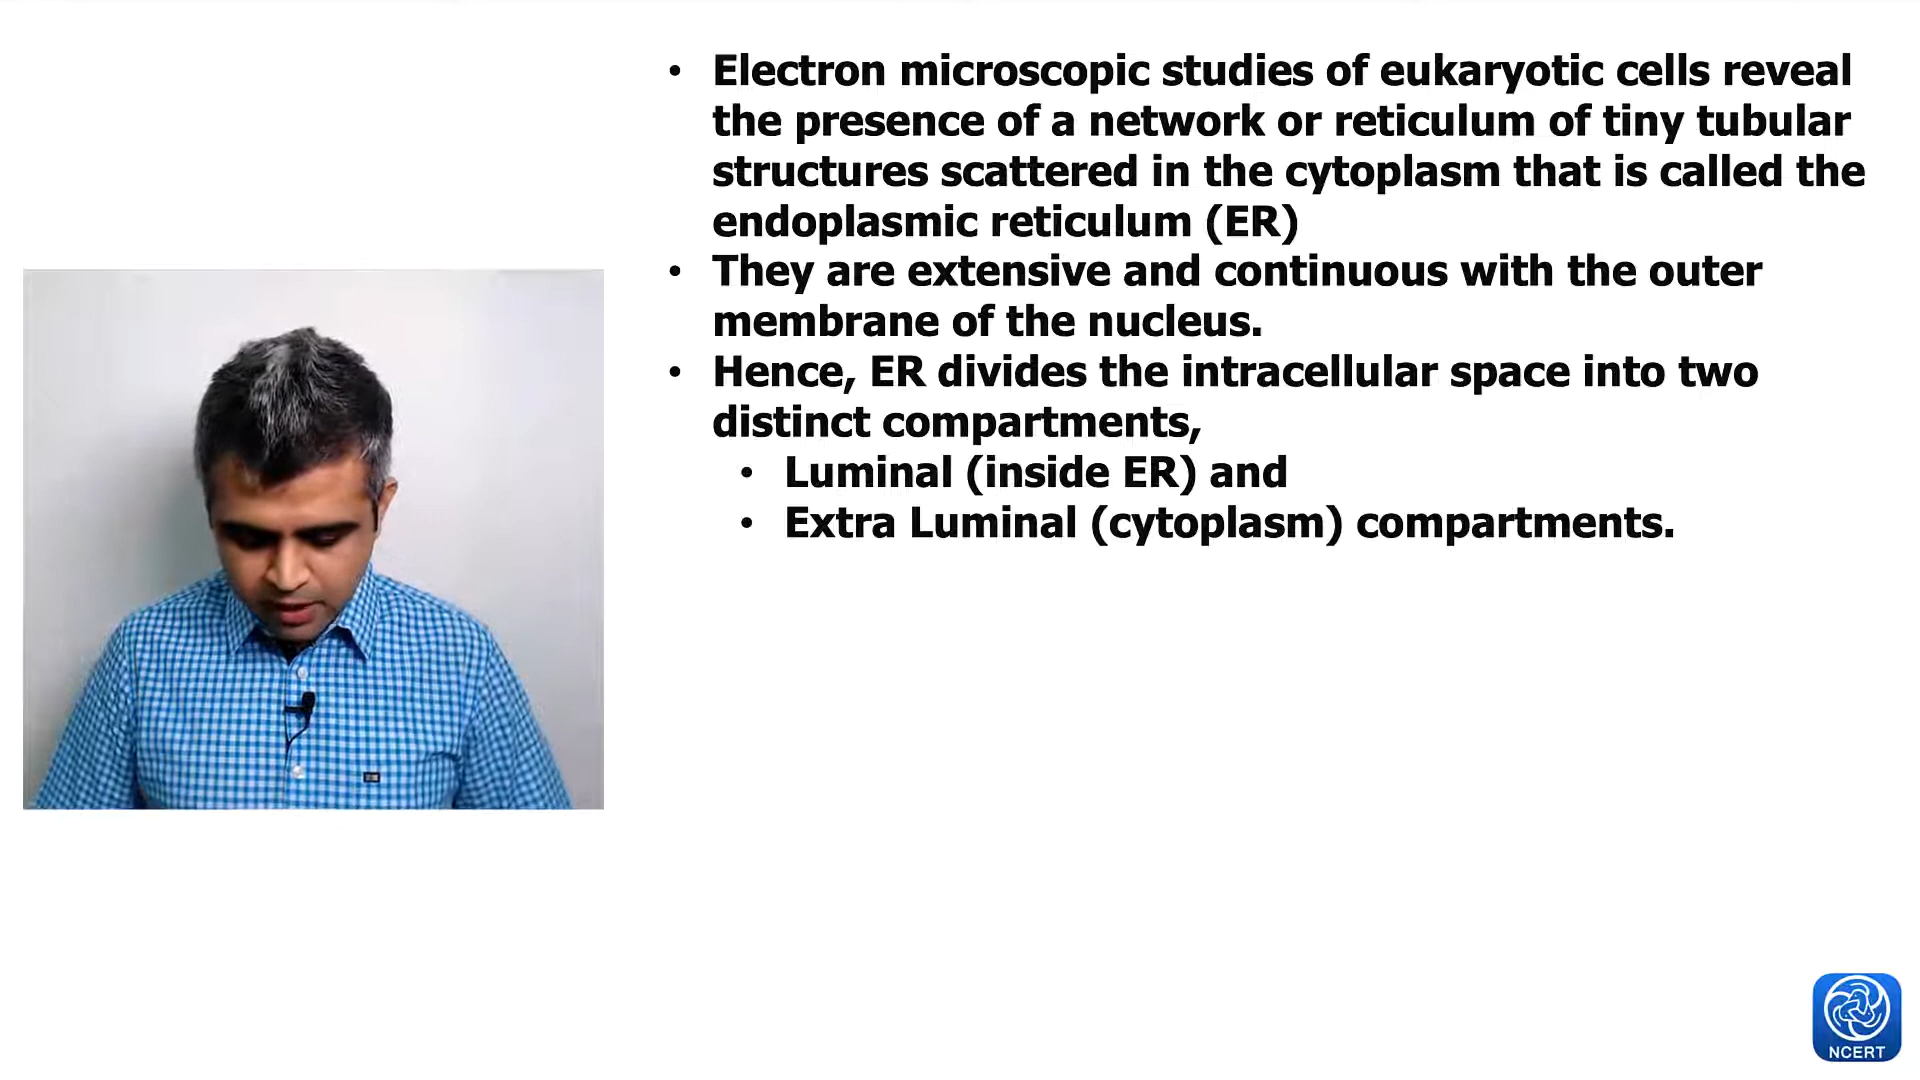 • Electron microscopic studies of eukaryotic cells reveal
the presence of a network or reticulum of tiny tubular
structures scattered in the cytoplasm that is called the
endoplasmic reticulum (ER)
• They are extensive and continuous with the outer
membrane of the nucleus.
• Hence, ER divides the intracellular space into two
distinct compartments,
• Luminal (inside ER) and
• Extra Luminal (cytoplasm) compartments.
NCERT